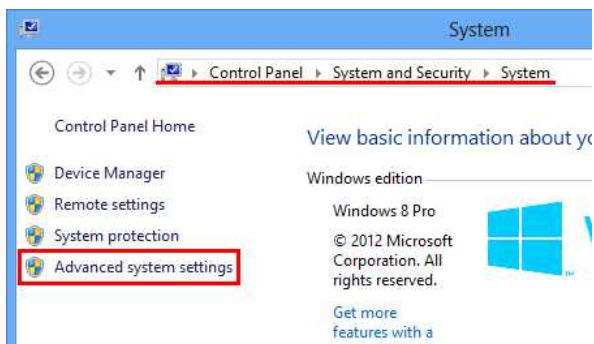 System
Control Panel
System and Security
System
Control Panel Home
Device Manager
Remote settings
System protection
Advanced system settings
View basic information about yo
Windows edition
Windows 8 Pro
© 2012 Microsoft
Corporation. All
rights reserved.
Get more
features with a